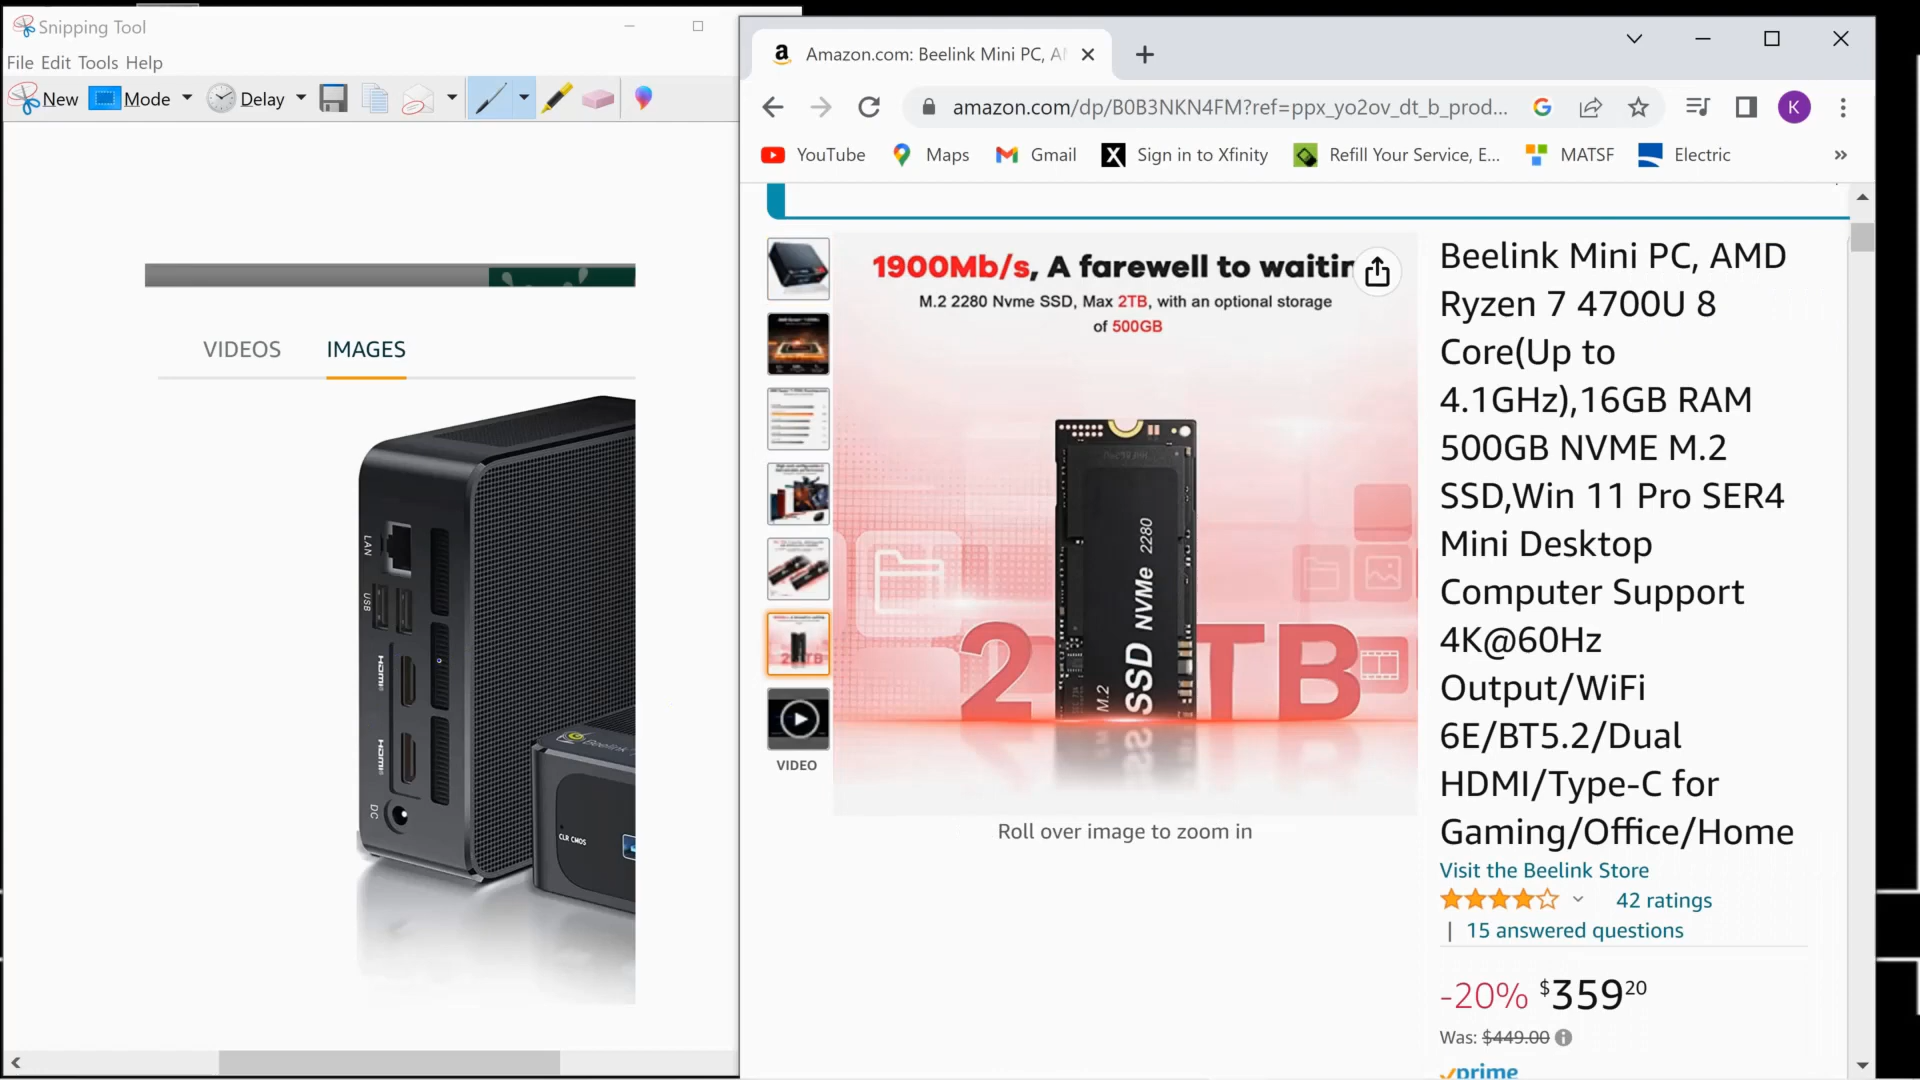 Snipping Tool
File Edit Tools Help
New Mode Delay
VIDEOS IMAGES
LAN
USB
HDMI
HDMI
DC
Beelink
CLR CMOS
Amazon.com: Beelink Mini PC, A
amazon.com/dp/B0B3NKN4FM?ref=ppx_yo2ov_dt_b_prod...
K
YouTube Maps Gmail Sign in to Xfinity Refill Your Service, E... MATSF Electric »
1900Mb/s, A farewell to waitin
M.2 2280 Nvme SSD, Max 2TB, with an optional storage
of 500GB
M.2 SSD NVMe 2280
2 TB
VIDEO
Roll over image to zoom in
Beelink Mini PC, AMD
Ryzen 7 4700U 8
Core(Up to
4.1GHz),16GB RAM
500GB NVME M.2
SSD,Win 11 Pro SER4
Mini Desktop
Computer Support
4K@60Hz
Output/WiFi
6E/BT5.2/Dual
HDMI/Type-C for
Gaming/Office/Home
Visit the Beelink Store
42 ratings
| 15 answered questions
-20% $35920
Was: $449.00
prime